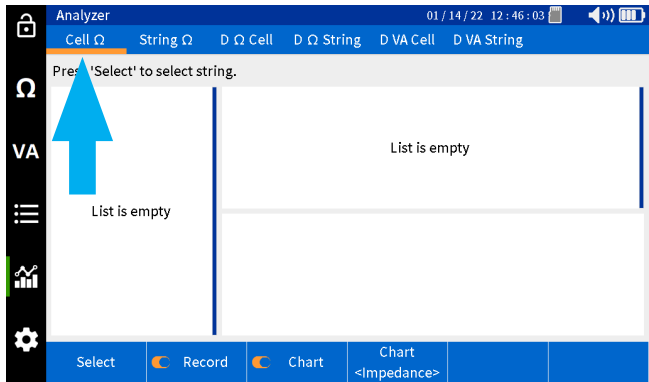 Analyzer 01/14/22 12:46:03
Cell Ω String Ω D Ω Cell D Ω String D VA Cell D VA String
Press 'Select' to select string.
Ω
VA
List is empty
List is empty
Select Record Chart Chart
<Impedance>